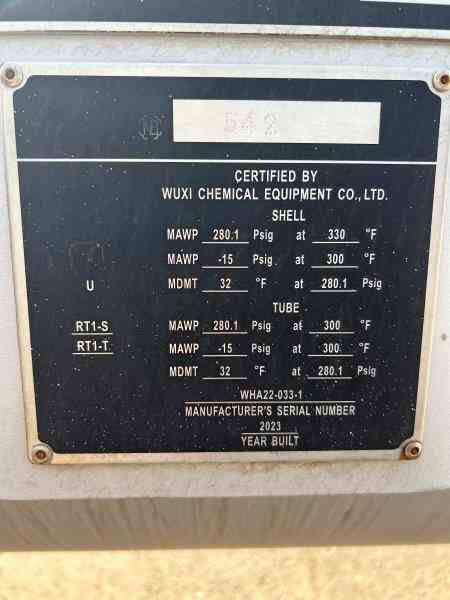 542
CERTIFIED BY
WUXI CHEMICAL EQUIPMENT CO., LTD.
SHELL
MAWP 280.1 Psig at 330 °F
MAWP -15 Psig at 300 °F
MDMT 32 °F at 280.1 Psig
U
TUBE
RT1-S
MAWP 280.1 Psig at 300 °F
RT1-T
MAWP -15 Psig at 300 °F
MDMT 32 °F at 280.1 Psig
WHA22-033-1
MANUFACTURER'S SERIAL NUMBER
2023
YEAR BUILT